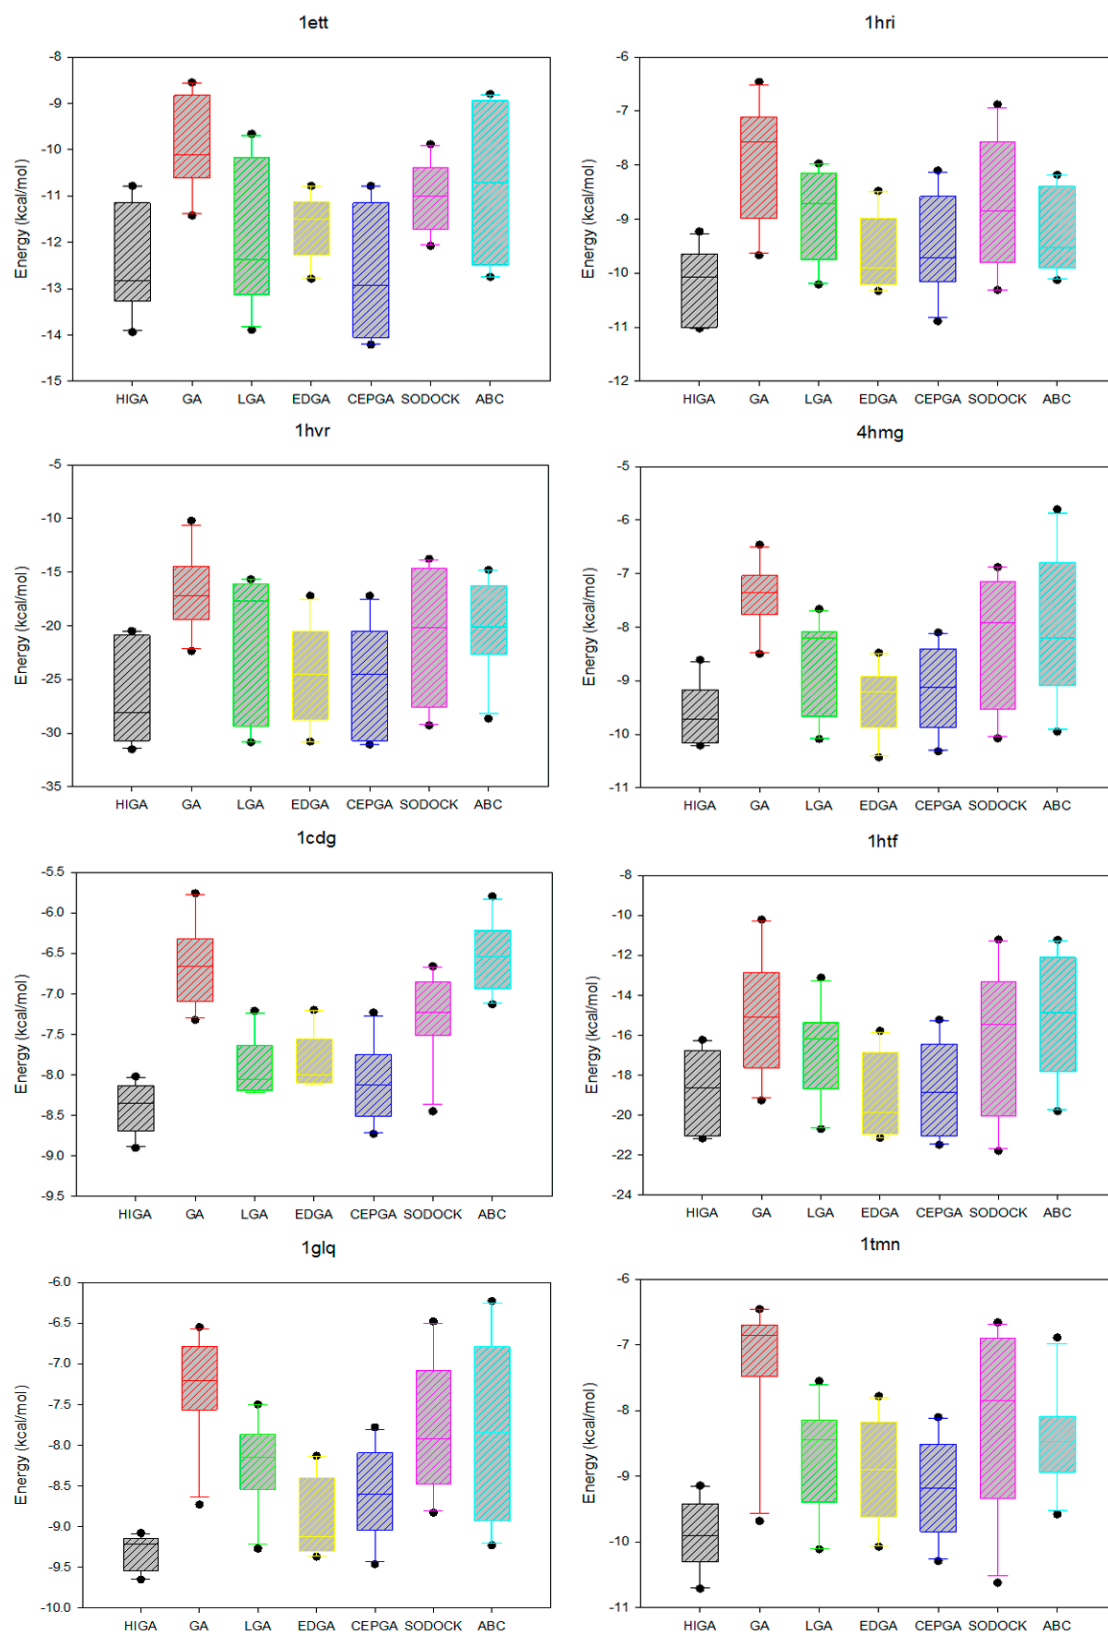 1ett
-8
-9
-10
-11
-12
-13
-14
-15
Energy (kcal/mol)
HIGA GA LGA EDGA CEPGA SODOCK ABC
1hri
-6
-7
-8
-9
-10
-11
-12
Energy (kcal/mol)
HIGA GA LGA EDGA CEPGA SODOCK ABC
1hvr
-5
-10
-15
-20
-25
-30
-35
Energy (kcal/mol)
HIGA GA LGA EDGA CEPGA SODOCK ABC
4hmg
-5
-6
-7
-8
-9
-10
-11
Energy (kcal/mol)
HIGA GA LGA EDGA CEPGA SODOCK ABC
1cdg
-5.5
-6.0
-6.5
-7.0
-7.5
-8.0
-8.5
-9.0
-9.5
Energy (kcal/mol)
HIGA GA LGA EDGA CEPGA SODOCK ABC
1htf
-8
-10
-12
-14
-16
-18
-20
-22
-24
Energy (kcal/mol)
HIGA GA LGA EDGA CEPGA SODOCK ABC
1glq
-6.0
-6.5
-7.0
-7.5
-8.0
-8.5
-9.0
-9.5
-10.0
Energy (kcal/mol)
HIGA GA LGA EDGA CEPGA SODOCK ABC
1tmn
-6
-7
-8
-9
-10
-11
Energy (kcal/mol)
HIGA GA LGA EDGA CEPGA SODOCK ABC